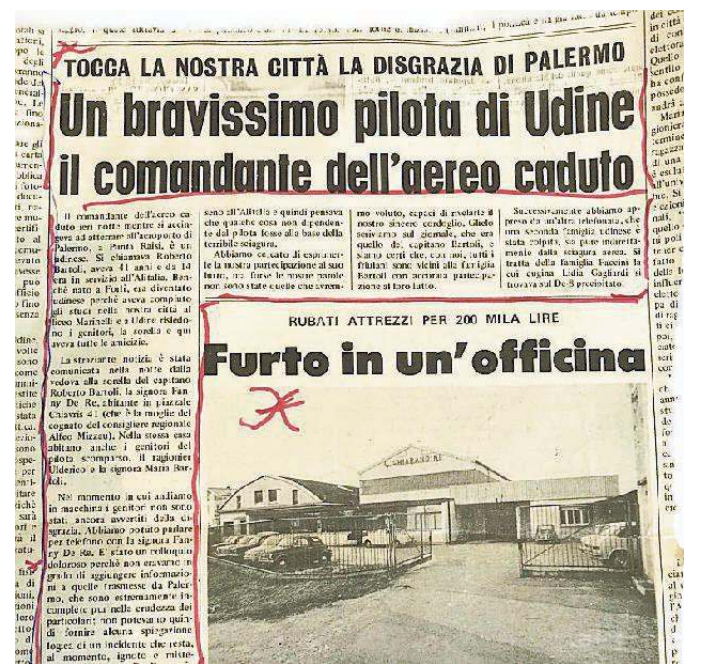 TOCCA LA NOSTRA CITTÀ LA DISGRAZIA DI PALERMO
Un bravissimo pilota di Udine
il comandante dell'aereo caduto
Il comandante dell'aereo ca-
duto ieri notte mentre si accin-
geva ad atterrare all'aeroporto di
Palermo, a Punta Raisi, è un
udinese. Si chiamava Roberto
Bartoli, aveva 41 anni e da 14
era in servizio all'Alitalia, Bar-
toli, nato a Forlì, era diventato
udinese perchè aveva compiuto
gli studi nella nostra città al
liceo Marinelli e a Udine risiedo-
no i genitori, la sorella e qui
aveva tutte le amicizie.
La straziante notizia è stata
comunicata nella notte dalla
vedova alla sorella del capitano
Roberto Bartoli, la signora Fan-
ny De Re, abitante in piazzale
Chiavris 41 (che è la moglie del
cognato del consigliere regionale
Alfeo Mizzau). Nella stessa casa
abitano anche i genitori del
pilota scomparso, il ragionier
Ulderico e la signora Maria Bar-
toli.
Nel momento in cui andiamo
in macchina i genitori non sono
stati ancora avvertiti della di-
sgrazia. Abbiamo potuto parlare
per telefono con la signora Fan-
ny De Re. E' stato un colloquio
doloroso perchè non eravamo in
grado di aggiungere informazio-
ni a quelle trasmesse da Paler-
mo, che sono estremamente in-
complete pur nella crudezza dei
particolari; non potevamo quin-
di fornire alcuna spiegazione
logica di un incidente che resta,
al momento, ignoto e miste-
seno all'Alitalia e quindi pensava
che qualche cosa non dipenden-
te dal pilota fosse alla base della
terribile sciagura.
Abbiamo cercato di esprimer-
le la nostra partecipazione al suo
lutto, ma forse le nostre parole
non sono state quelle che avrem-
mo voluto, capaci di rivelarle il
nostro sincero cordoglio. Glielo
scriviamo sul giornale, che era
quello del capitano Bartoli, e
siamo certi che, con noi, tutti i
friulani sono vicini alla famiglia
Bartoli con accorata partecipa-
zione al loro lutto.
Successivamente abbiamo ap-
preso da un'altra telefonata, che
una seconda famiglia udinese è
stata colpita, sia pure indiretta-
mente dalla sciagura aerea. Si
tratta della famiglia Faccini la
cui cugina Lidia Gagliardi si
trovava sul Dc-8 precipitato.
RUBATI ATTREZZI PER 200 MILA LIRE
Furto in un'officina